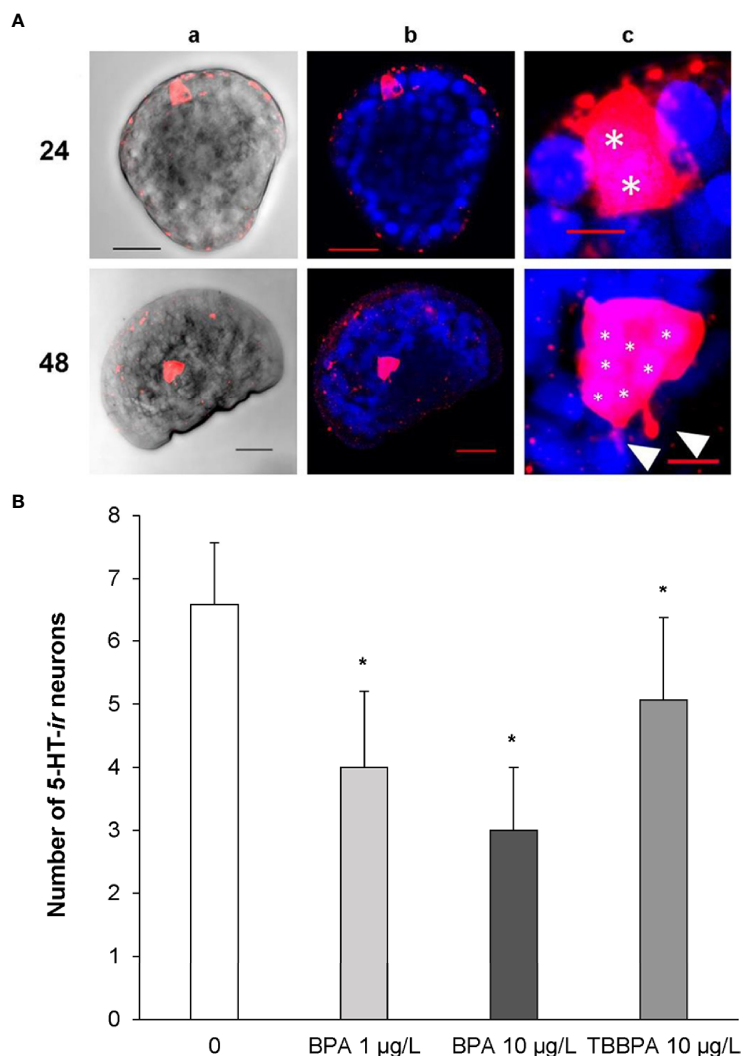 A
a b c
24
* *
48
* * * * * * *
B
Number of 5-HT-ir neurons
8
7
6
5
4
3
2
1
0
*
*
*
0 BPA 1 µg/L BPA 10 µg/L TBBPA 10 µg/L